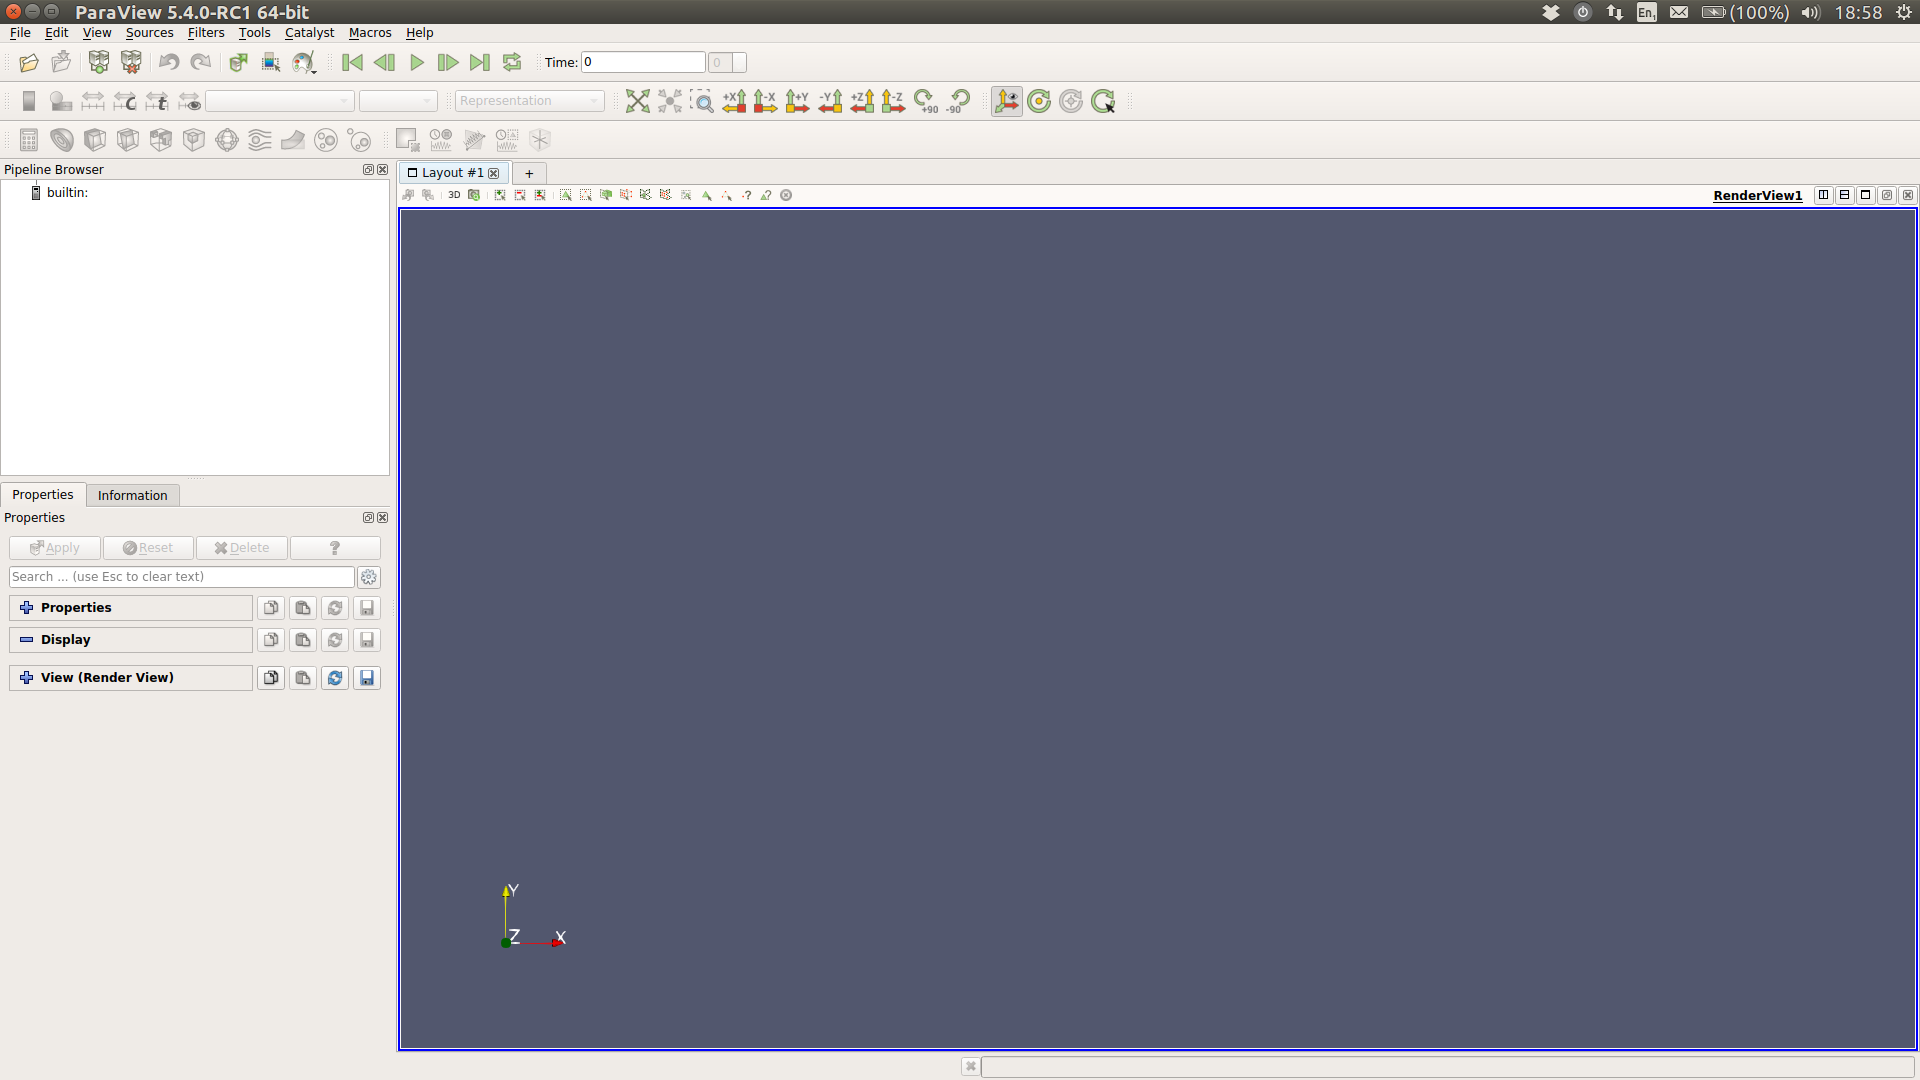 ParaView 5.4.0-RC1 64-bit
En1
(100%)
18:58
File Edit View Sources Filters Tools Catalyst Macros Help
Time: 0 0
Representation
+X -X +Y -Y +Z -Z +90 -90
Pipeline Browser
builtin:
Layout #1 +
3D
RenderView1
Properties Information
Properties
Apply Reset Delete ?
Search ... (use Esc to clear text)
Properties
Display
View (Render View)
Y
Z X